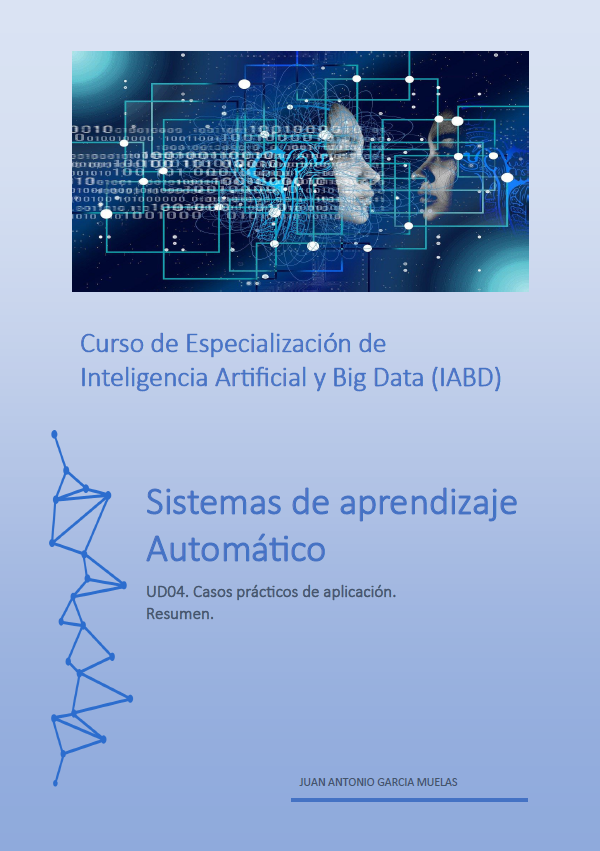 Curso de Especialización de
Inteligencia Artificial y Big Data (IABD)
Sistemas de aprendizaje
Automático
UD04. Casos prácticos de aplicación.
Resumen.
JUAN ANTONIO GARCIA MUELAS